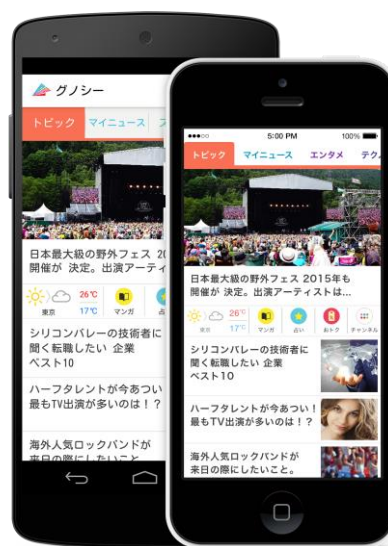 グノシー
トピック マイニュース
日本最大級の野外フェス 20
開催が 決定。出演アーティ
26℃
17℃
東京 マンガ 占い
シリコンバレーの技術者に
聞く転職したい 企業
ベスト10
ハーフタレントが今あつい
最もTV出演が多いのは！？
海外人気ロックバンドが
来日の際にしたいこと。
5:00 PM 100%
トピック マイニュース エンタメ テク
日本最大級の野外フェス 2015年も
開催が 決定。出演アーティストは...
26℃
17℃
東京 マンガ 占い おトク チャンネル
シリコンバレーの技術者に
聞く転職したい 企業
ベスト10
ハーフタレントが今あつい！
最もTV出演が多いのは！？
海外人気ロックバンドが
来日の際にしたいこと。